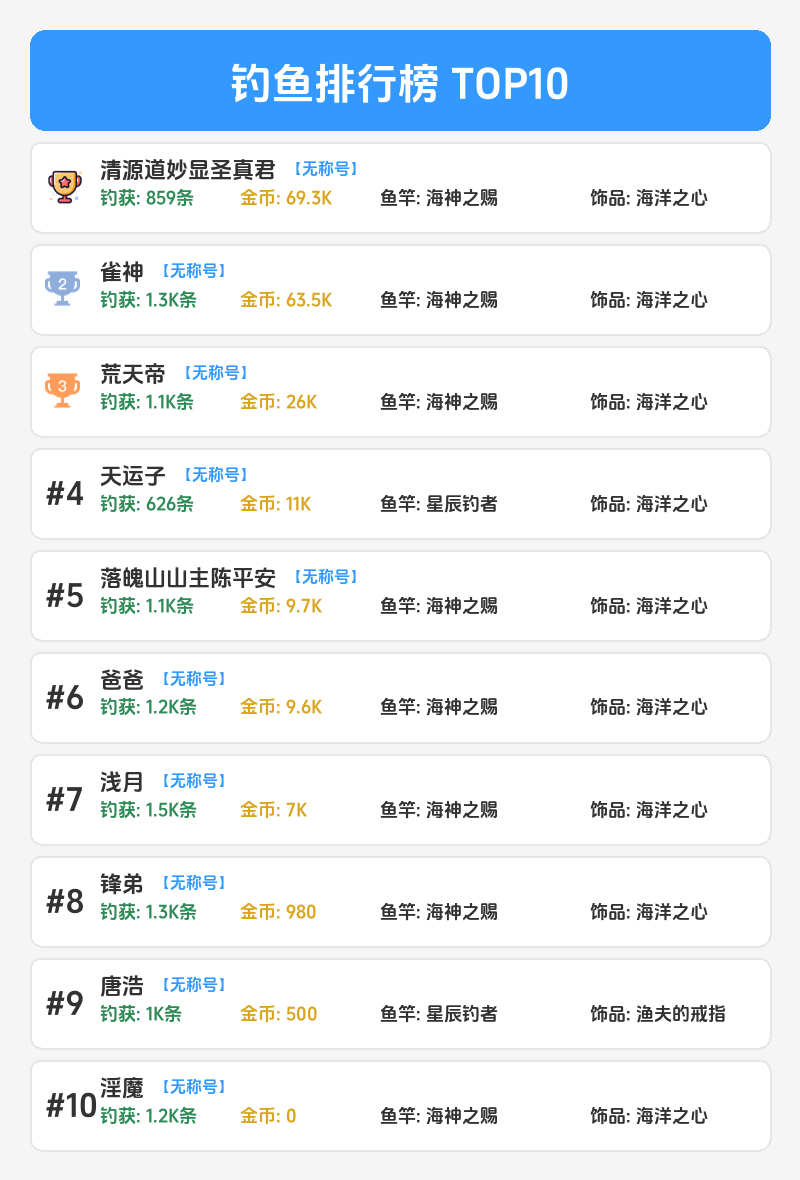 钓鱼排行榜 TOP10
清源道妙显圣真君 【无称号】
钓获: 859条 金币: 69.3K 鱼竿: 海神之赐 饰品: 海洋之心
2
雀神 【无称号】
钓获: 1.3K条 金币: 63.5K 鱼竿: 海神之赐 饰品: 海洋之心
3
荒天帝 【无称号】
钓获: 1.1K条 金币: 26K 鱼竿: 海神之赐 饰品: 海洋之心
#4
天运子 【无称号】
钓获: 626条 金币: 11K 鱼竿: 星辰钓者 饰品: 海洋之心
#5
落魄山山主陈平安 【无称号】
钓获: 1.1K条 金币: 9.7K 鱼竿: 海神之赐 饰品: 海洋之心
#6
爸爸 【无称号】
钓获: 1.2K条 金币: 9.6K 鱼竿: 海神之赐 饰品: 海洋之心
#7
浅月 【无称号】
钓获: 1.5K条 金币: 7K 鱼竿: 海神之赐 饰品: 海洋之心
#8
锋弟 【无称号】
钓获: 1.3K条 金币: 980 鱼竿: 海神之赐 饰品: 海洋之心
#9
唐浩 【无称号】
钓获: 1K条 金币: 500 鱼竿: 星辰钓者 饰品: 渔夫的戒指
#10
淫魔 【无称号】
钓获: 1.2K条 金币: 0 鱼竿: 海神之赐 饰品: 海洋之心